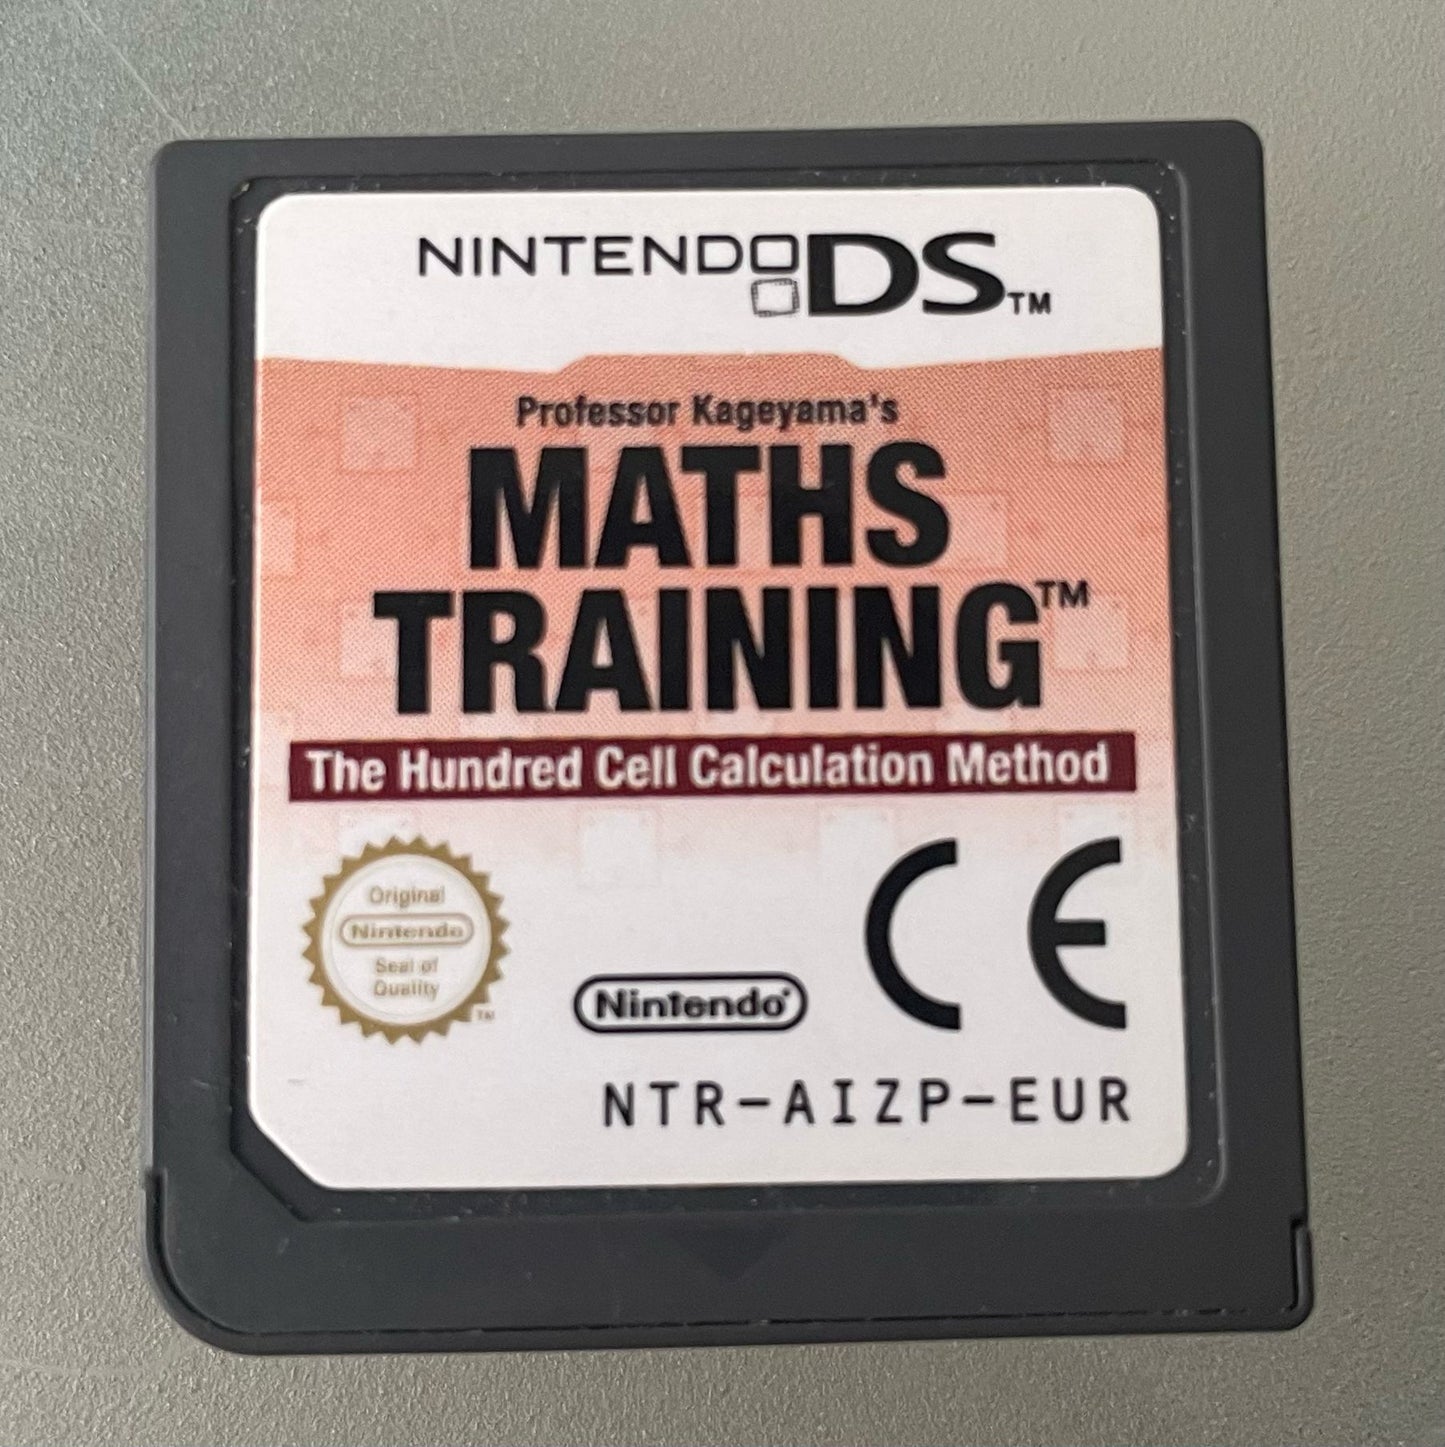 NINTENDO DS™
Professor Kageyama's
MATHS
TRAINING™
The Hundred Cell Calculation Method
Original
Nintendo
Seal of
Quality
™
Nintendo®
CE
NTR-AIZP-EUR